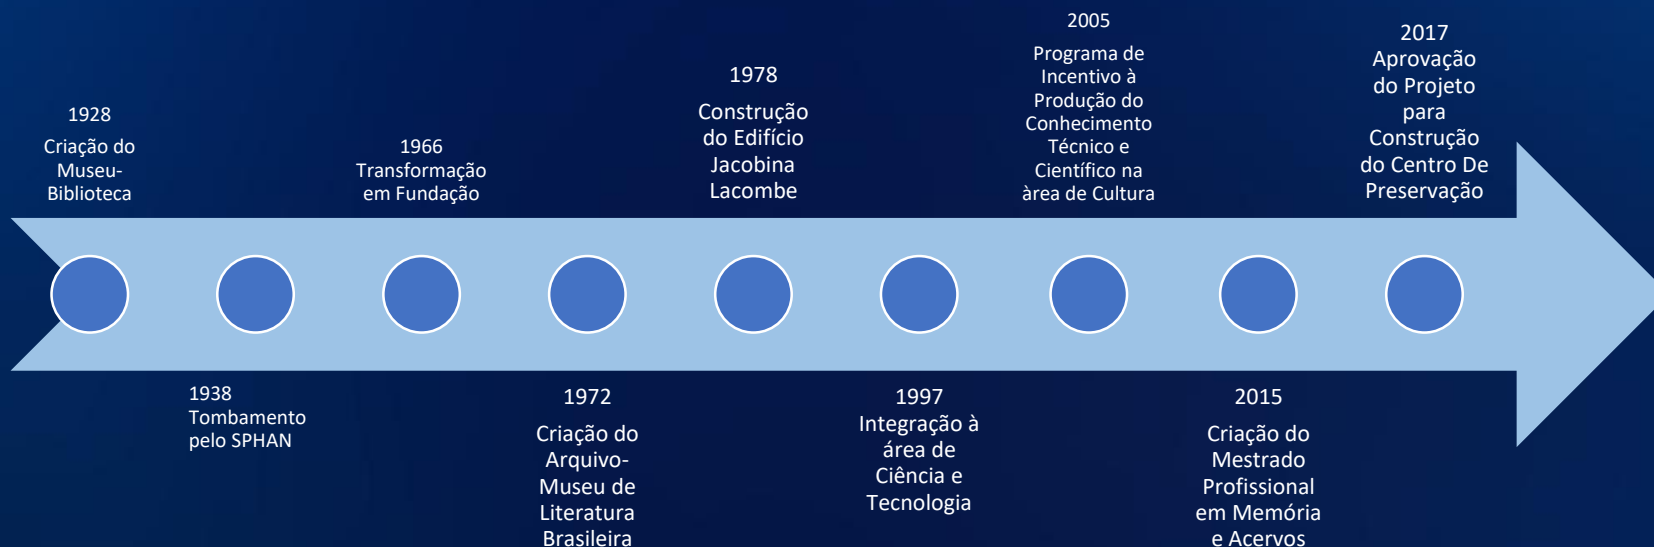 1928
Criação do
Museu-
Biblioteca
1938
Tombamento
pelo SPHAN
1966
Transformação
em Fundação
1972
Criação do
Arquivo-
Museu de
Literatura
Brasileira
1978
Construção
do Edifício
Jacobina
Lacombe
1997
Integração à
área de
Ciência e
Tecnologia
2005
Programa de
Incentivo à
Produção do
Conhecimento
Técnico e
Científico na
àrea de Cultura
2015
Criação do
Mestrado
Profissional
em Memória
e Acervos
2017
Aprovação
do Projeto
para
Construção
do Centro De
Preservação